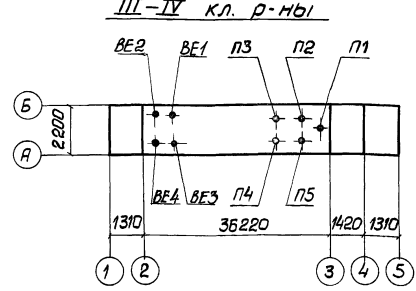 III-IV кл. р-ны
ВЕ2 ВЕ1 П3 П2 П1
Б
2200
А
ВЕ4 ВЕ3 П4 П5
1310 36220 1420 1310
1 2 3 4 5